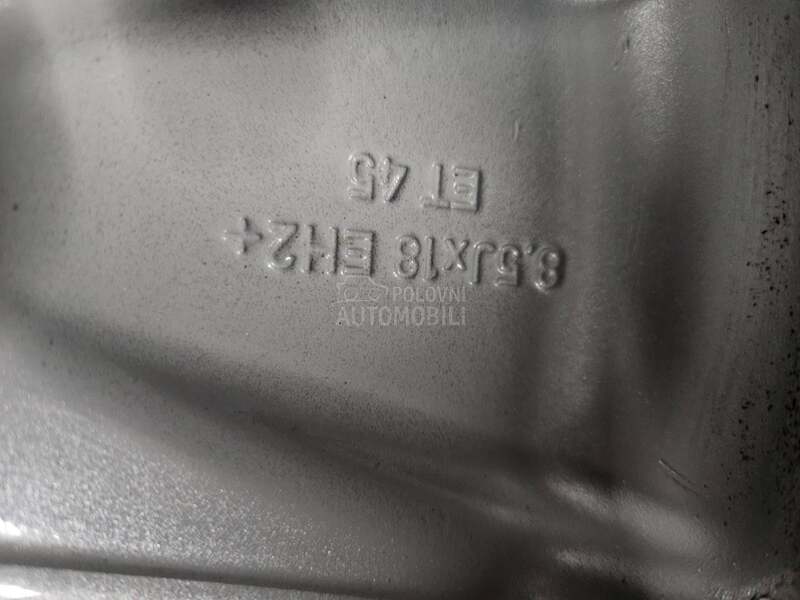 8,5Jx18 EH2+
ET 45
POLOVNI
AUTOMOBILI